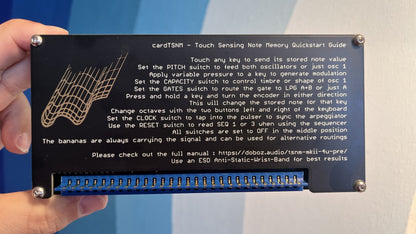 cardTSNM - Touch Sensing Note Memory Quickstart Guide
Touch any key to send its stored note value
Set the PITCH switch to feed both oscillators or just osc 1
Apply variable pressure to a key to generate modulation
Set the CAPACITY switch to control timbre or shape of osc 1
Set the GATES switch to route the gate to LPG A+B or just A
Press and hold a key and turn the encoder in either direction
This will change the stored note for that key
Change octaves with the two buttons left and right of the keyboard
Set the CLOCK switch to tap into the pulser to sync the arpeggiator
Use the RESET switch to read SEQ 1 or 3 when using the sequencer
All switches are set to OFF in the middle position
The bananas are always carrying the signal and can be used for alternative routings
Please check out the full manual : https://doboz.audio/tsnm-mkii-4u-pre/
Use an ESD Anti-Static-Wrist-Band for best results